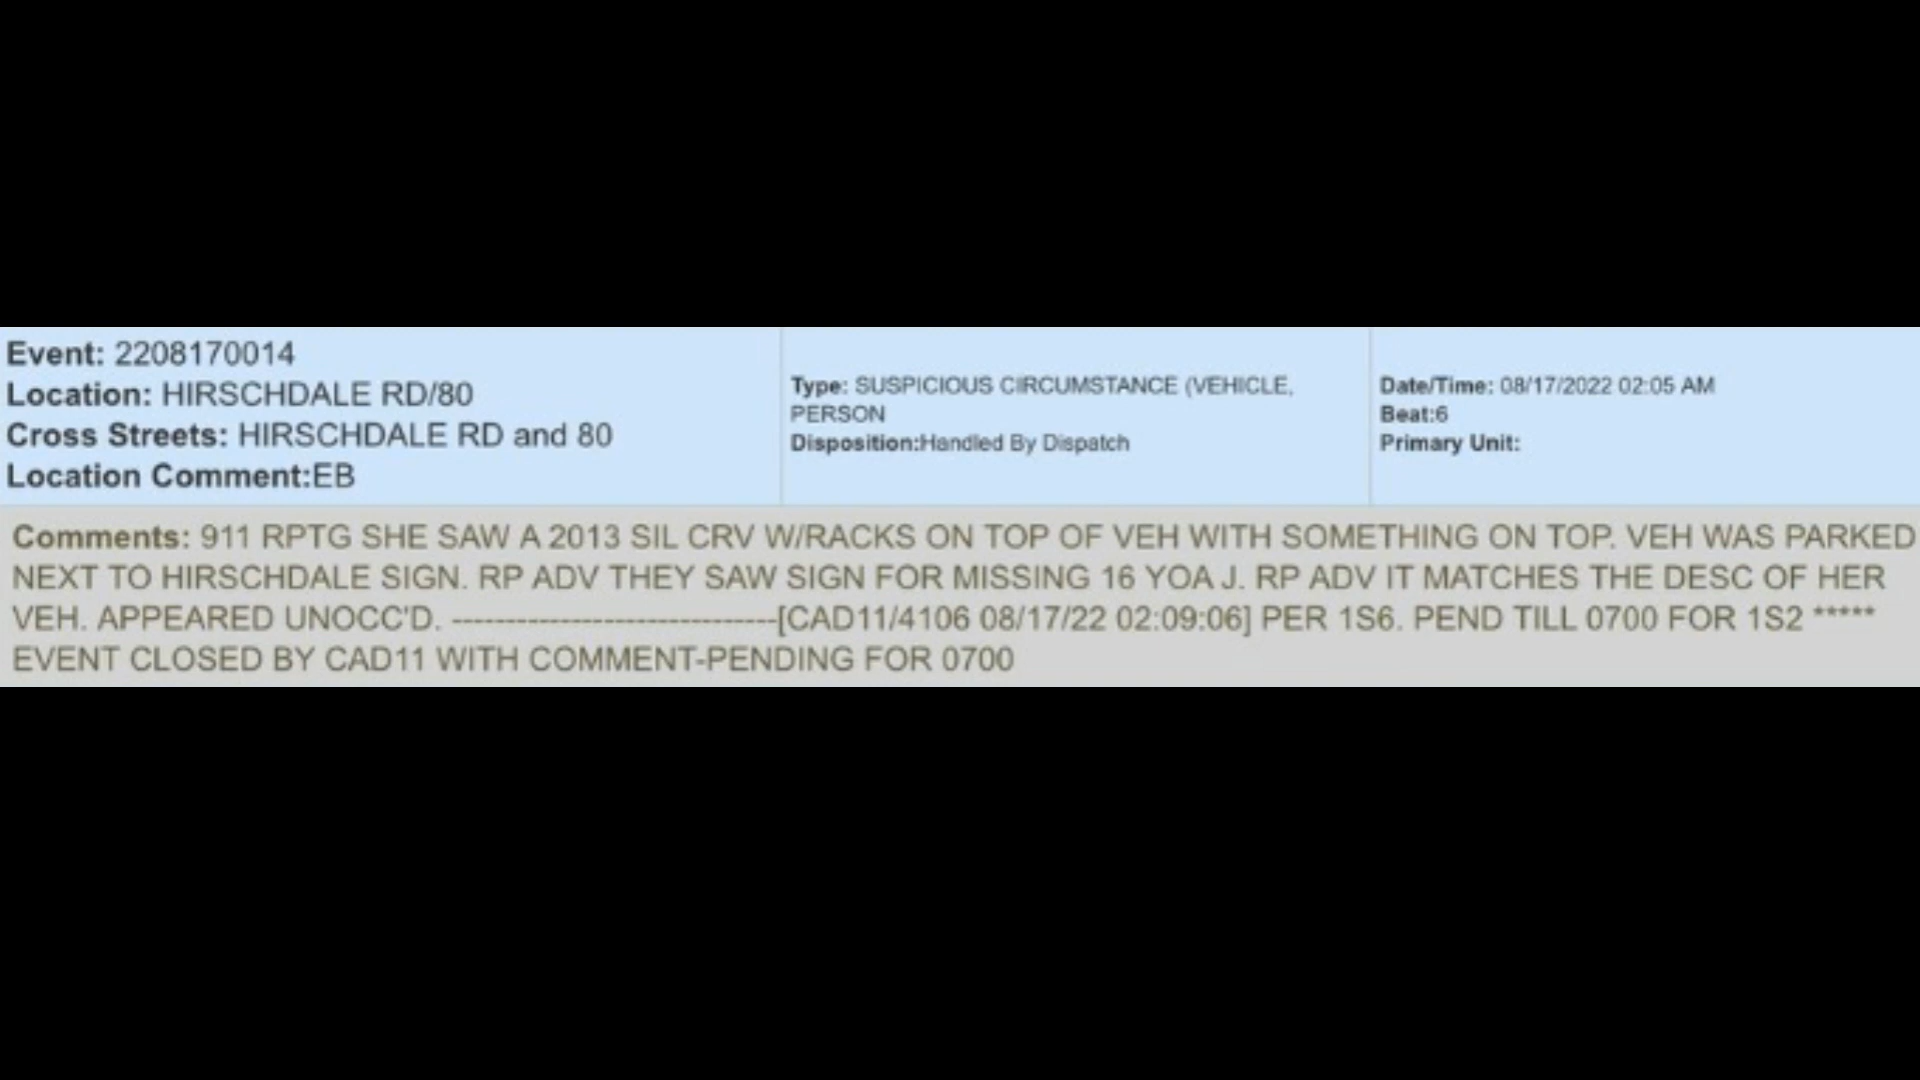 Event: 2208170014
Location: HIRSCHDALE RD/80
Cross Streets: HIRSCHDALE RD and 80
Location Comment:EB
Type: SUSPICIOUS CIRCUMSTANCE (VEHICLE,
PERSON
Disposition:Handled By Dispatch
Date/Time: 08/17/2022 02:05 AM
Beat:6
Primary Unit:
Comments: 911 RPTG SHE SAW A 2013 SIL CRV W/RACKS ON TOP OF VEH WITH SOMETHING ON TOP. VEH WAS PARKED
NEXT TO HIRSCHDALE SIGN. RP ADV THEY SAW SIGN FOR MISSING 16 YOA J. RP ADV IT MATCHES THE DESC OF HER
VEH. APPEARED UNOCC'D. -------------------------------[CAD11/4106 08/17/22 02:09:06] PER 1S6. PEND TILL 0700 FOR 1S2 *****
EVENT CLOSED BY CAD11 WITH COMMENT-PENDING FOR 0700